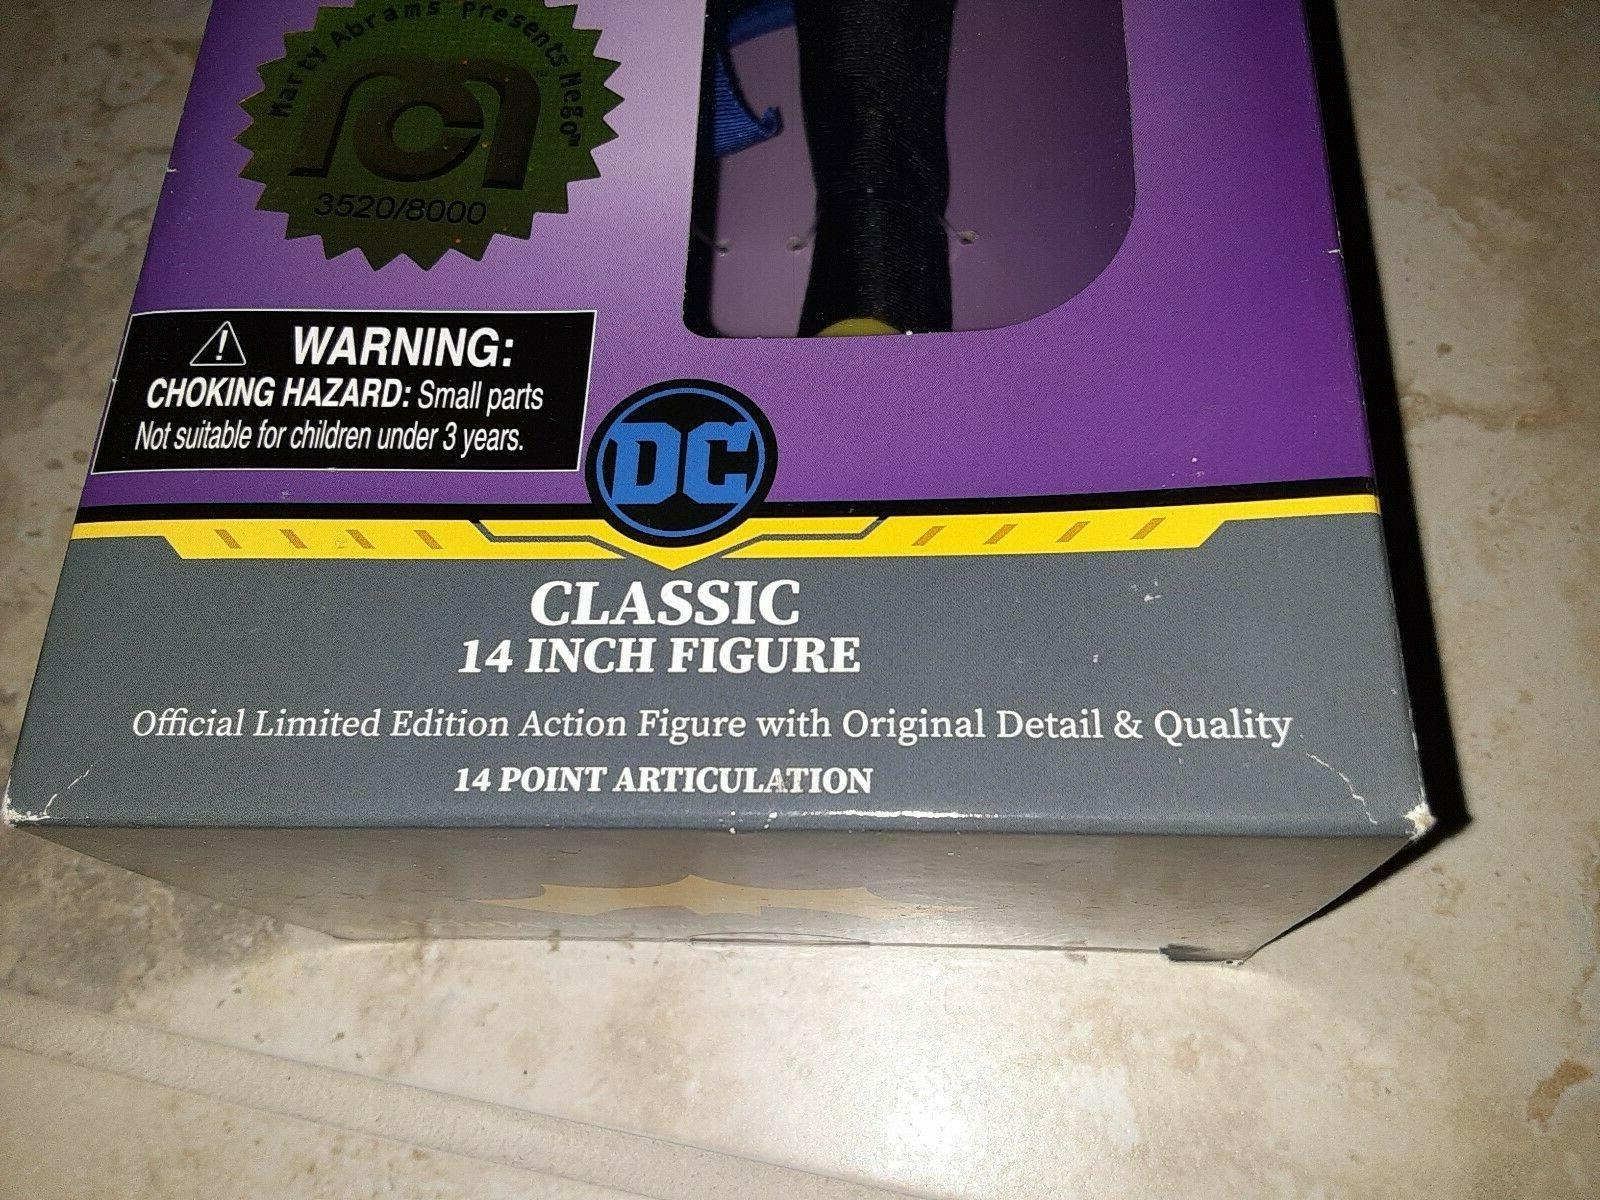 Marty Abrams Presents Mego™
3520/8000
WARNING:
CHOKING HAZARD: Small parts
Not suitable for children under 3 years.
DC
CLASSIC
14 INCH FIGURE
Official Limited Edition Action Figure with Original Detail & Quality
14 POINT ARTICULATION